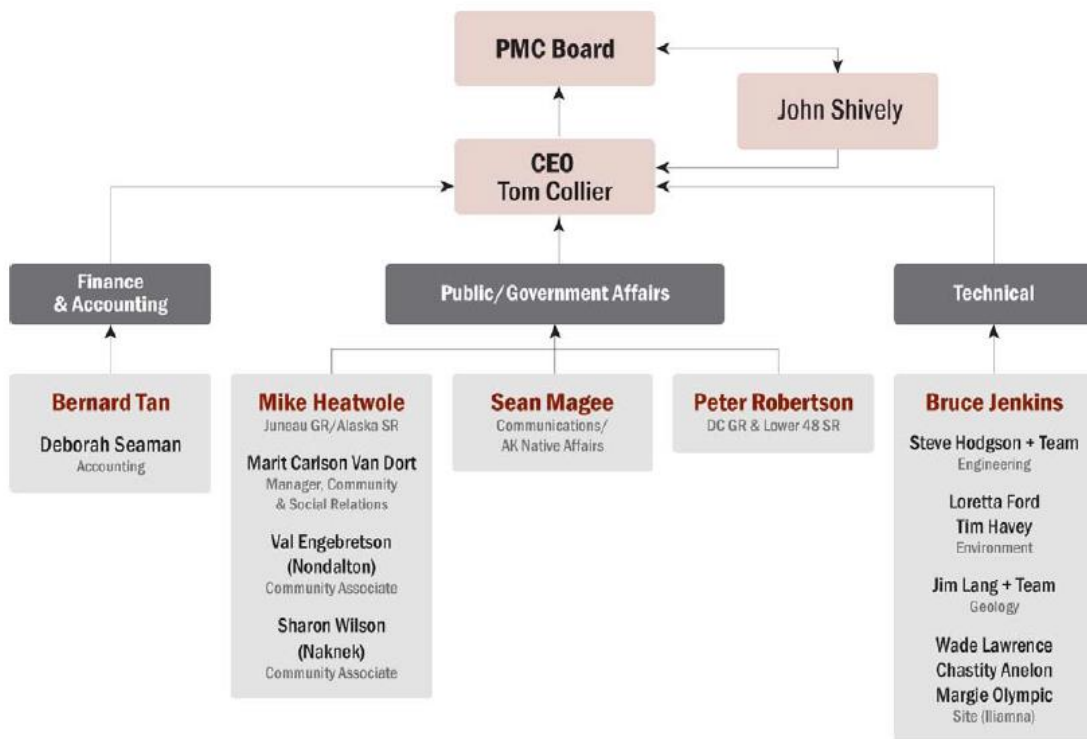 PMC Board
John Shively
CEO
Tom Collier
Finance
& Accounting
Public/Government Affairs
Technical
Bernard Tan
Deborah Seaman
Accounting
Mike Heatwole
Juneau GR/Alaska SR
Marit Carlson Van Dort
Manager, Community
& Social Relations
Val Engebretson
(Nondalton)
Community Associate
Sharon Wilson
(Naknek)
Community Associate
Sean Magee
Communications/
AK Native Affairs
Peter Robertson
DC GR & Lower 48 SR
Bruce Jenkins
Steve Hodgson + Team
Engineering
Loretta Ford
Tim Havey
Environment
Jim Lang + Team
Geology
Wade Lawrence
Chastity Anelon
Margie Olympic
Site (Iliamna)